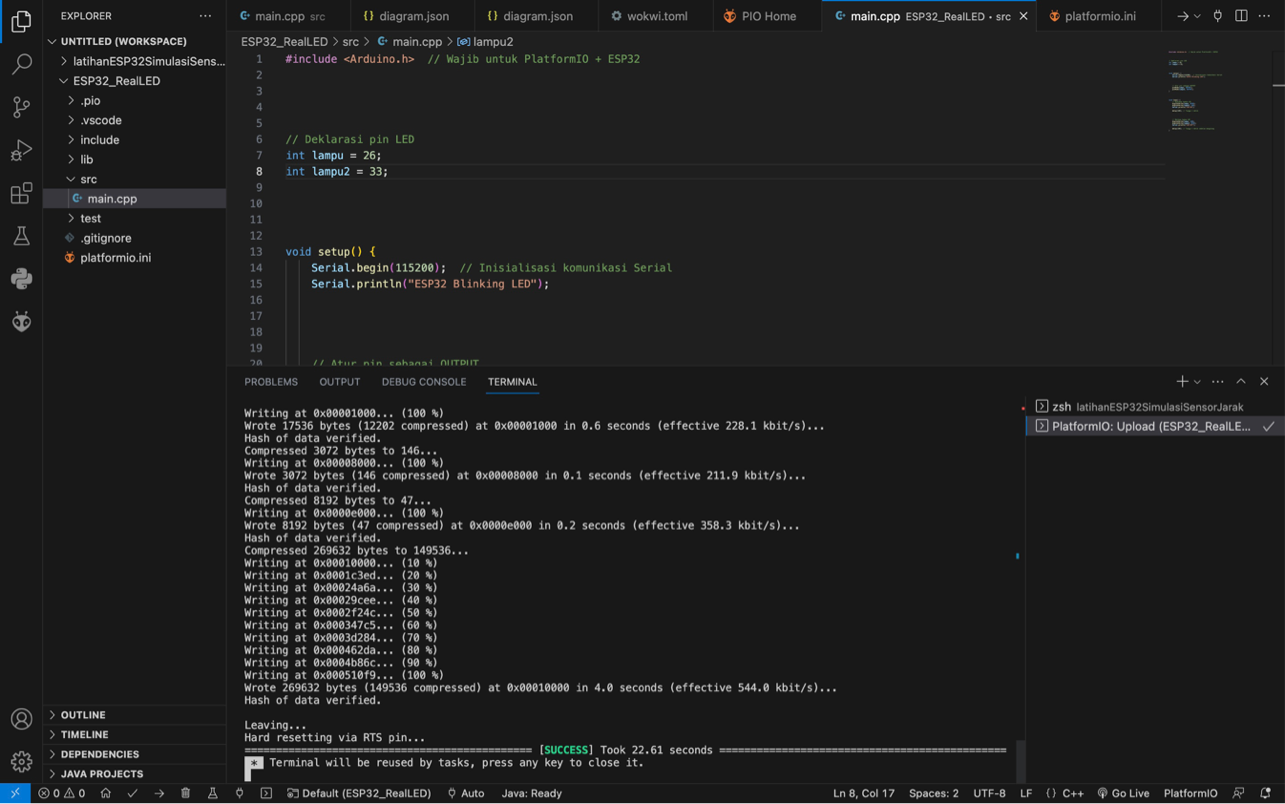 EXPLORER
main.cpp src
diagram.json
diagram.json
wokwi.toml
PIO Home
main.cpp ESP32_RealLED • src
platformio.ini
UNTITLED (WORKSPACE)
latihanESP32SimulasiSens...
ESP32_RealLED
.pio
.vscode
include
lib
src
main.cpp
test
.gitignore
platformio.ini
OUTLINE
TIMELINE
DEPENDENCIES
JAVA PROJECTS
ESP32_RealLED > src > main.cpp > lampu2
1 #include <Arduino.h>  // Wajib untuk PlatformIO + ESP32
2
3
4
5
6 // Deklarasi pin LED
7 int lampu = 26;
8 int lampu2 = 33;
9
10
11
12
13 void setup() {
14 Serial.begin(115200);  // Inisialisasi komunikasi Serial
15 Serial.println("ESP32 Blinking LED");
16
17
18
19
20 // Atur pin sebagai OUTPUT
PROBLEMS
OUTPUT
DEBUG CONSOLE
TERMINAL
Writing at 0x00001000... (100 %)
Wrote 17536 bytes (12202 compressed) at 0x00001000 in 0.6 seconds (effective 228.1 kbit/s)...
Hash of data verified.
Compressed 3072 bytes to 146...
Writing at 0x00008000... (100 %)
Wrote 3072 bytes (146 compressed) at 0x00008000 in 0.1 seconds (effective 211.9 kbit/s)...
Hash of data verified.
Compressed 8192 bytes to 47...
Writing at 0x0000e000... (100 %)
Wrote 8192 bytes (47 compressed) at 0x0000e000 in 0.2 seconds (effective 358.3 kbit/s)...
Hash of data verified.
Compressed 269632 bytes to 149536...
Writing at 0x00010000... (10 %)
Writing at 0x0001c3ed... (20 %)
Writing at 0x00024a6a... (30 %)
Writing at 0x00029cee... (40 %)
Writing at 0x0002f24c... (50 %)
Writing at 0x000347c5... (60 %)
Writing at 0x0003d284... (70 %)
Writing at 0x000462da... (80 %)
Writing at 0x0004b86c... (90 %)
Writing at 0x000510f9... (100 %)
Wrote 269632 bytes (149536 compressed) at 0x00010000 in 4.0 seconds (effective 544.0 kbit/s)...
Hash of data verified.
Leaving...
Hard resetting via RTS pin...
[SUCCESS] Took 22.61 seconds
* Terminal will be reused by tasks, press any key to close it.
zsh latihanESP32SimulasiSensorJarak
PlatformIO: Upload (ESP32_RealLE...
0 0
Default (ESP32_RealLED)
Auto
Java: Ready
Ln 8, Col 17
Spaces: 2
UTF-8
LF
{} C++
Go Live
PlatformIO